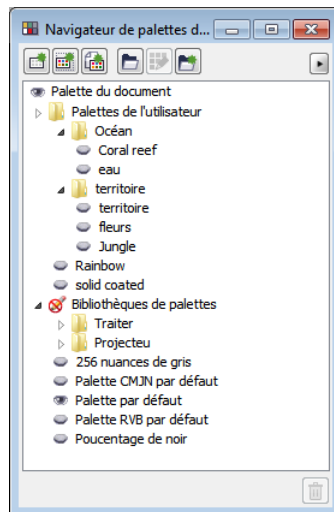 Navigateur de palettes d...
Palette du document
Palettes de l'utilisateur
Océan
Coral reef
eau
territoire
territoire
fleurs
Jungle
Rainbow
solid coated
Bibliothèques de palettes
Traiter
Projecteu
256 nuances de gris
Palette CMJN par défaut
Palette par défaut
Palette RVB par défaut
Poucentage de noir